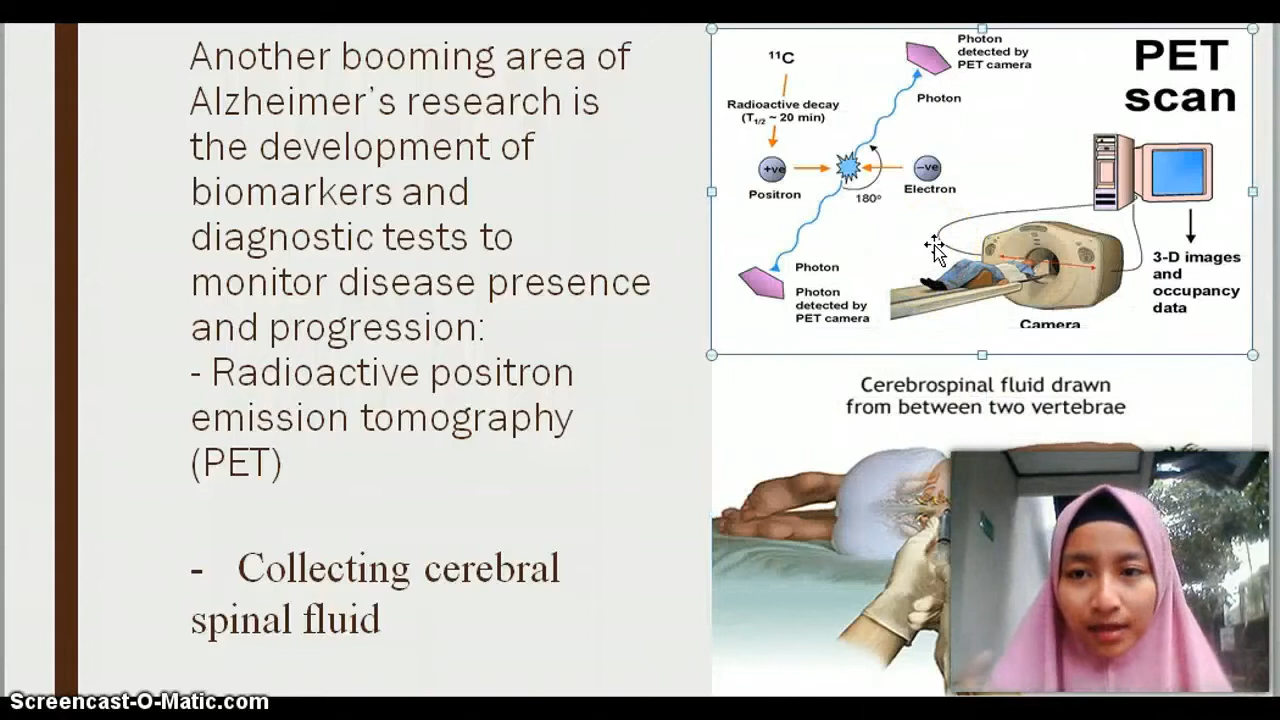 Another booming area of
Alzheimer's research is
the development of
biomarkers and
diagnostic tests to
monitor disease presence
and progression:
- Radioactive positron
emission tomography
(PET)
- Collecting cerebral
spinal fluid
PET
scan
¹¹C
Radioactive decay
(T1/2 ~ 20 min)
+ve
Positron
-ve
Electron
180º
Photon
Photon
detected by
PET camera
Photon
Photon
Photon
detected by
PET camera
Camera
3-D images
and
occupancy
data
Cerebrospinal fluid drawn
from between two vertebrae
Screencast-O-Matic.com